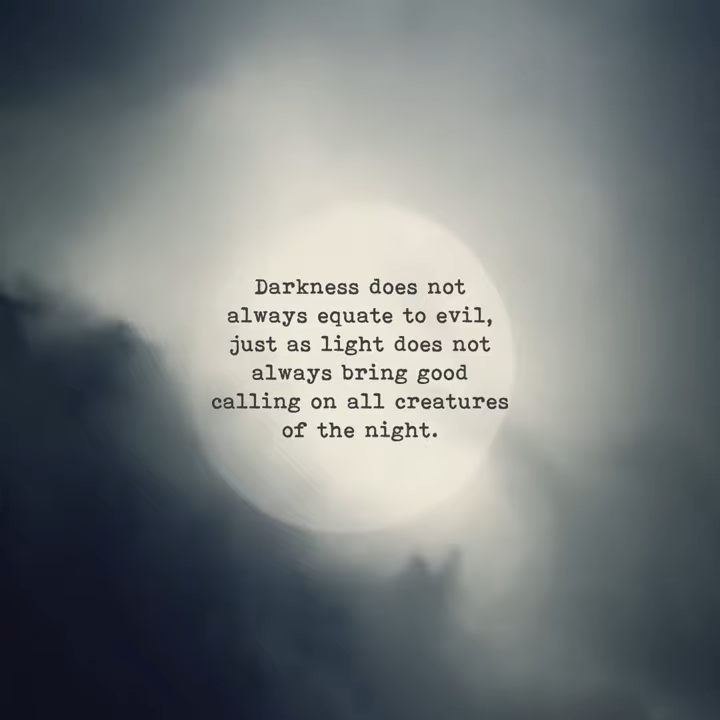 Darkness does not
always equate to evil,
just as light does not
always bring good
calling on all creatures
of the night.